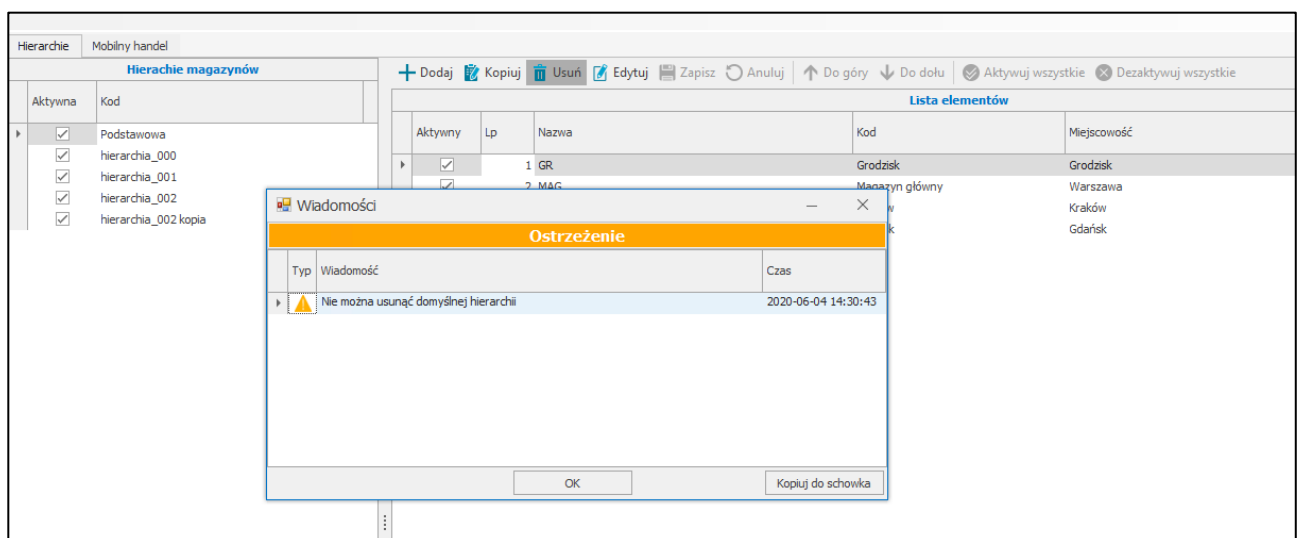 Hierarchie Mobilny handel
Hierachie magazynów
Dodaj Kopiuj Usuń Edytuj Zapisz Anuluj Do góry Do dołu Aktywuj wszystkie Dezaktywuj wszystkie
Lista elementów
Aktywna Kod
Aktywny Lp Nazwa Kod Miejscowość
Podstawowa
hierarchia_000
hierarchia_001
hierarchia_002
hierarchia_002 kopia
1 GR Grodzisk Grodzisk
2 MAG Magazyn główny Warszawa
w Kraków
k Gdańsk
Wiadomości
Ostrzeżenie
Typ Wiadomość Czas
Nie można usunąć domyślnej hierarchii 2020-06-04 14:30:43
OK Kopiuj do schowka